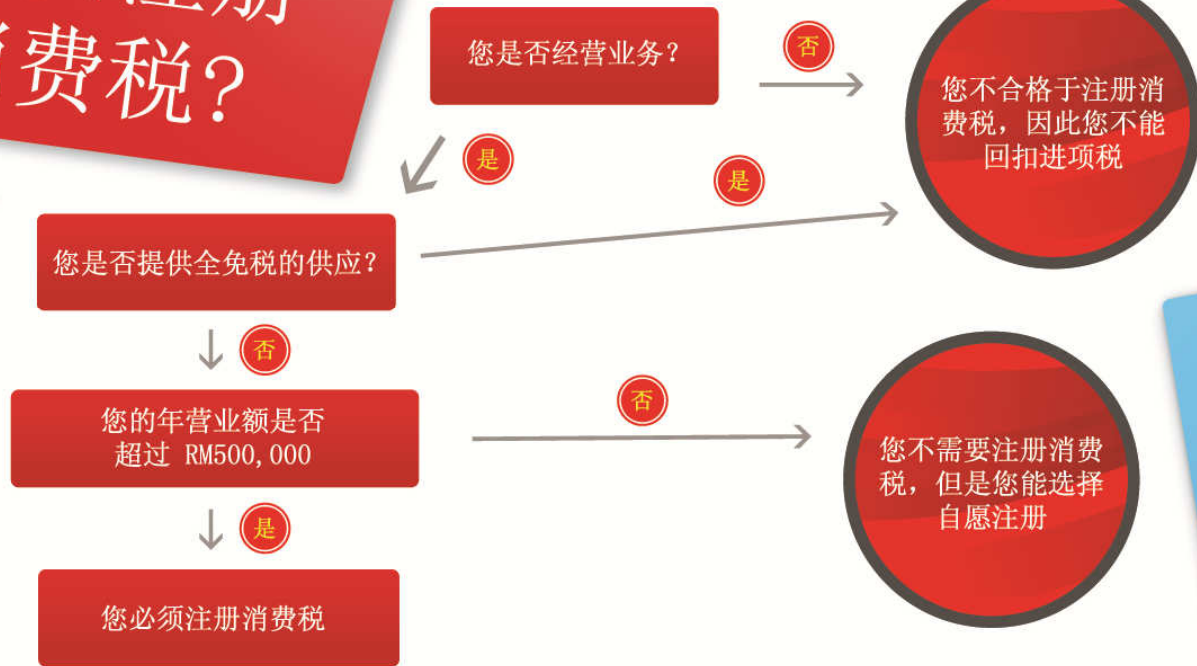 注册
消费税?
您是否经营业务?
否
您不合格于注册消
费税，因此您不能
回扣进项税
是
是
您是否提供全免税的供应?
否
您的年营业额是否
超过 RM500,000
否
您不需要注册消费
税，但是您能选择
自愿注册
是
您必须注册消费税